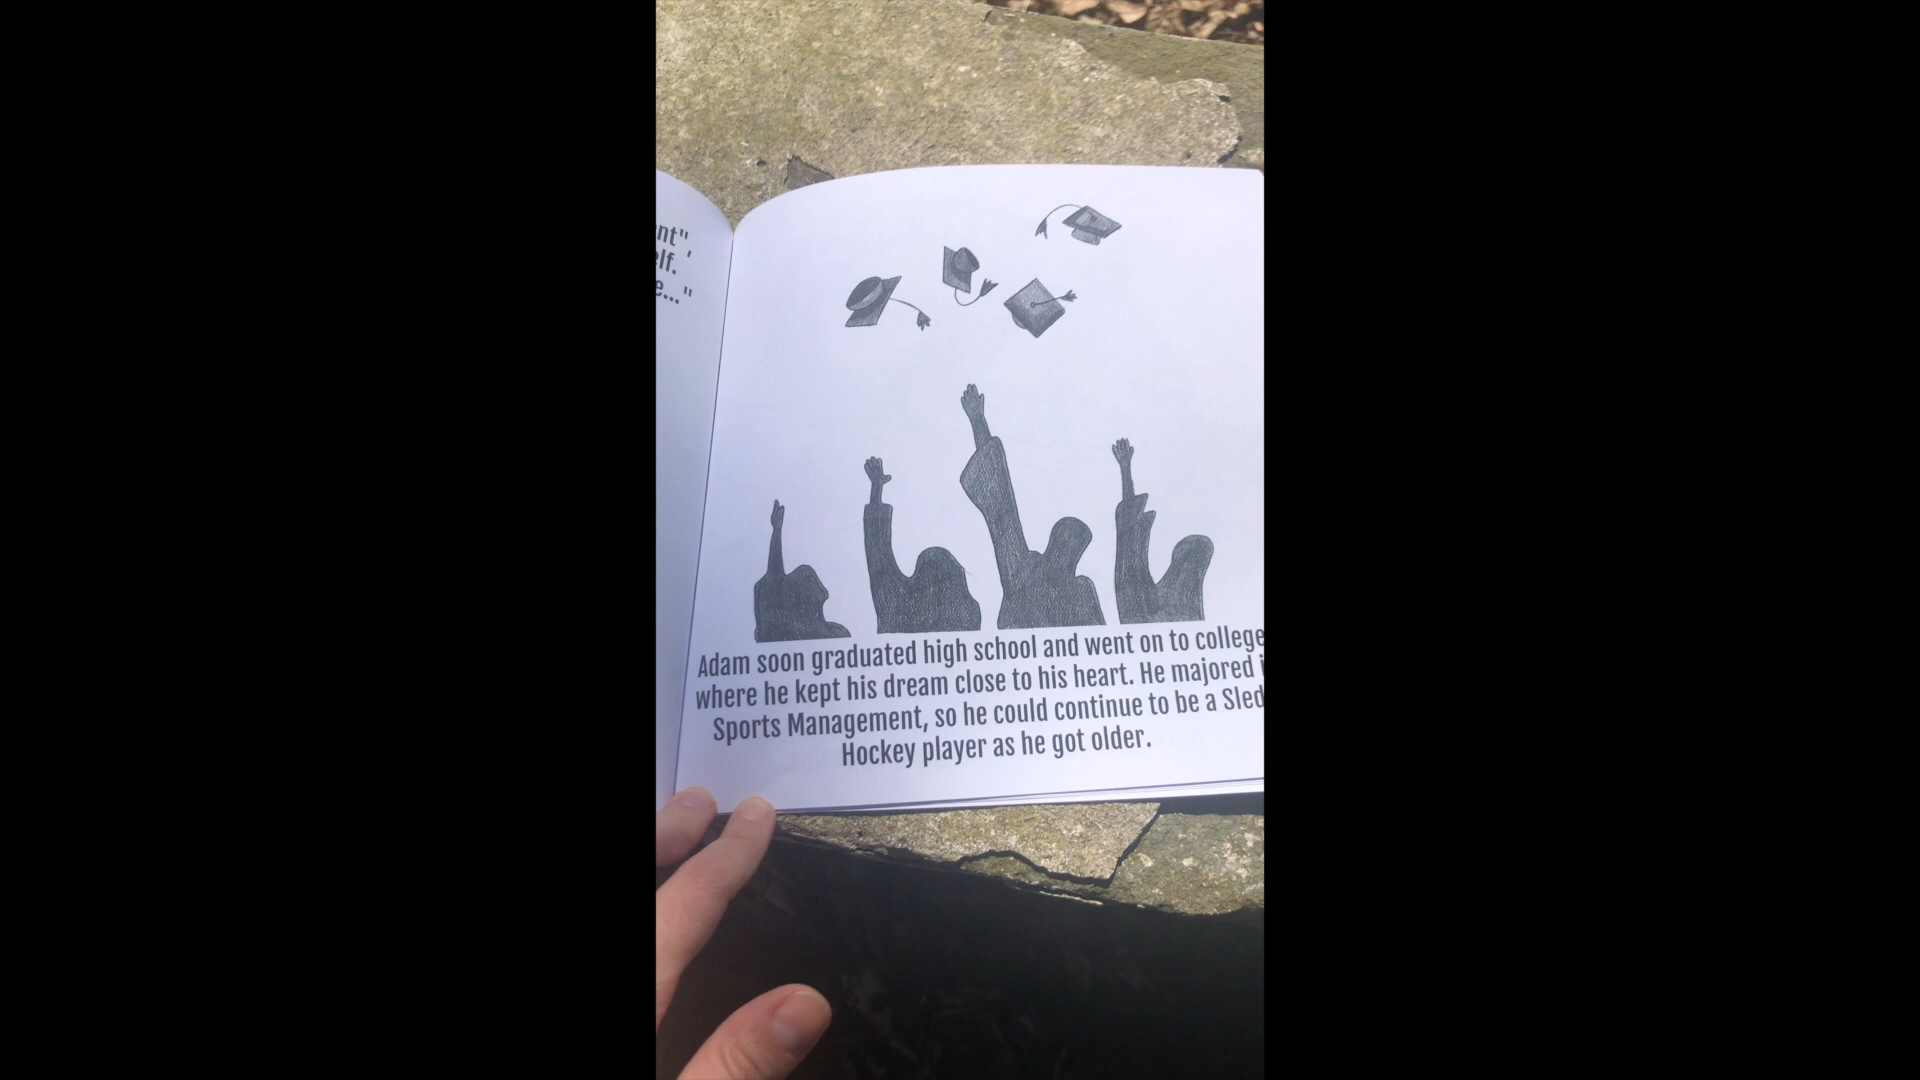 Adam soon graduated high school and went on to college
where he kept his dream close to his heart. He majored
Sports Management, so he could continue to be a Sled
Hockey player as he got older.